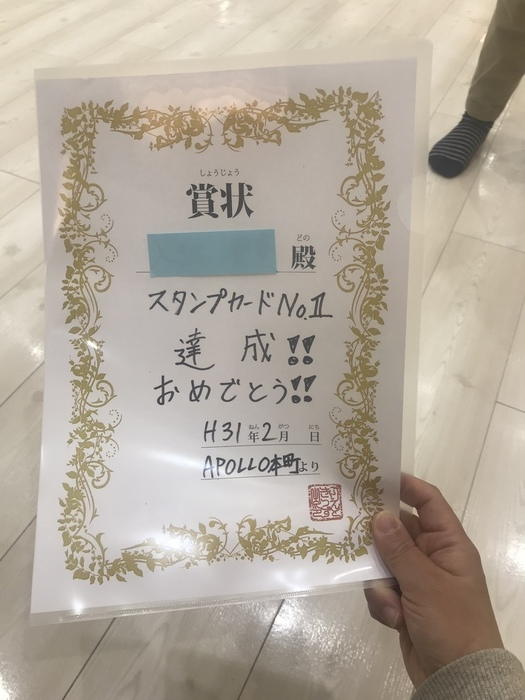 しょうじょう
賞状
どの
殿
スタンプカードNo.1
達成!!
おめでとう!!
H31年2月 日
ねん がつ にち
APOLLO本町より